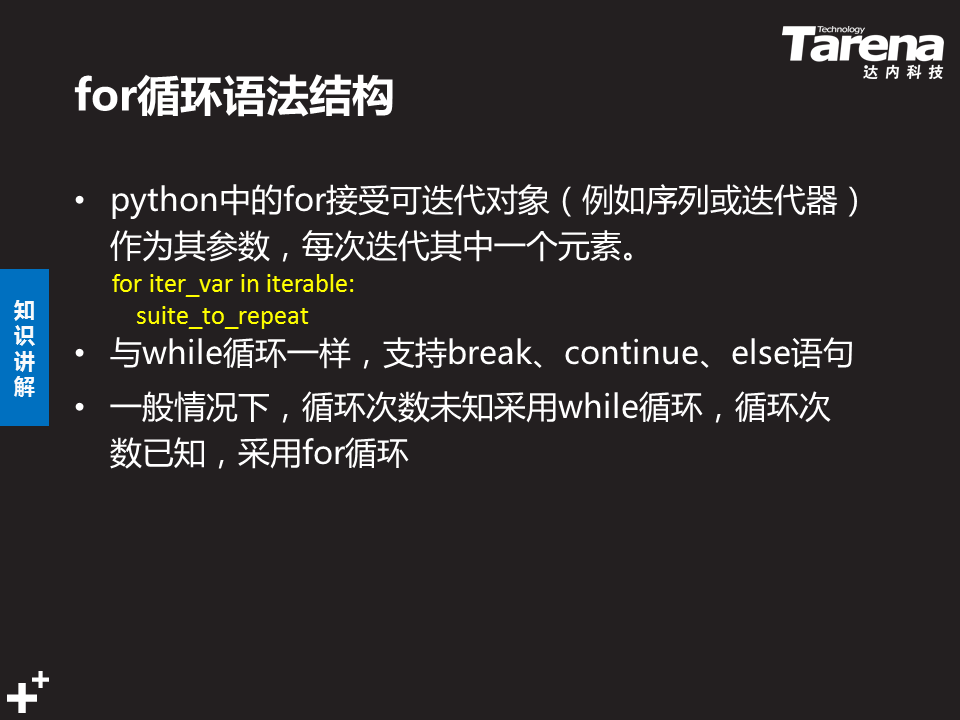 Technology
Tarena
达内科技
for循环语法结构
• python中的for接受可迭代对象（例如序列或迭代器）
作为其参数，每次迭代其中一个元素。
for iter_var in iterable:
suite_to_repeat
• 与while循环一样，支持break、continue、else语句
• 一般情况下，循环次数未知采用while循环，循环次
数已知，采用for循环
知
识
讲
解